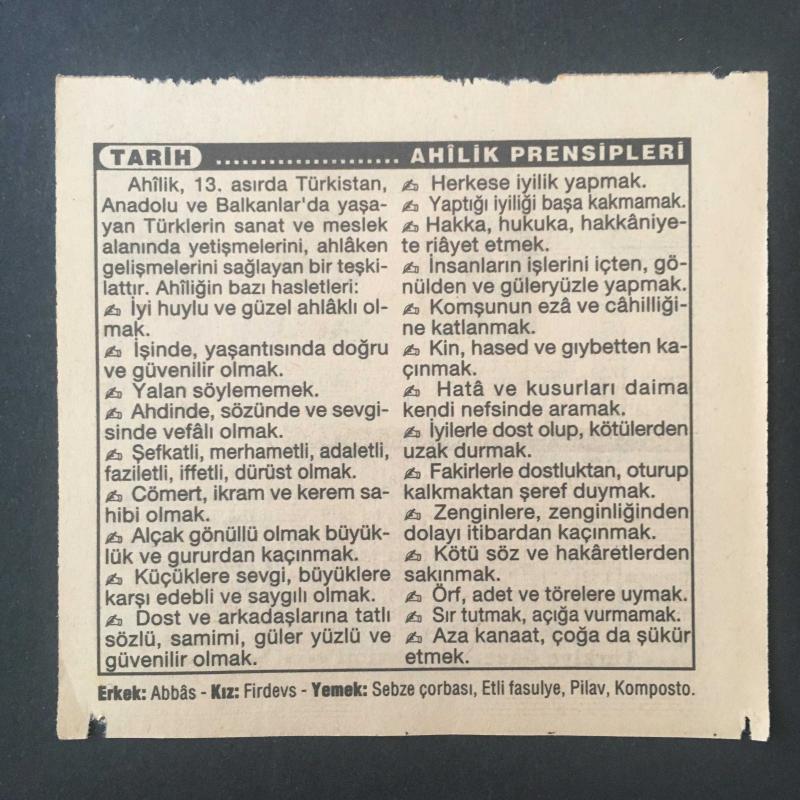 TARİH .................... AHÎLİK PRENSİPLERİ
Ahîlik, 13. asırda Türkistan,
Anadolu ve Balkanlar'da yaşa-
yan Türklerin sanat ve meslek
alanında yetişmelerini, ahlâken
gelişmelerini sağlayan bir teşki-
lattır. Ahîliğin bazı hasletleri:
✍ İyi huylu ve güzel ahlâklı ol-
mak.
✍ İşinde, yaşantısında doğru
ve güvenilir olmak.
✍ Yalan söylememek.
✍ Ahdinde, sözünde ve sevgi-
sinde vefâlı olmak.
✍ Şefkatli, merhametli, adaletli,
faziletli, iffetli, dürüst olmak.
✍ Cömert, ikram ve kerem sa-
hibi olmak.
✍ Alçak gönüllü olmak büyük-
lük ve gururdan kaçınmak.
✍ Küçüklere sevgi, büyüklere
karşı edebli ve saygılı olmak.
✍ Dost ve arkadaşlarına tatlı
sözlü, samimi, güler yüzlü ve
güvenilir olmak.
✍ Herkese iyilik yapmak.
✍ Yaptığı iyiliği başa kakmamak.
✍ Hakka, hukuka, hakkâniye-
te riâyet etmek.
✍ İnsanların işlerini içten, gö-
nülden ve güleryüzle yapmak.
✍ Komşunun ezâ ve câhilliği-
ne katlanmak.
✍ Kin, hased ve gıybetten ka-
çınmak.
✍ Hatâ ve kusurları daima
kendi nefsinde aramak.
✍ İyilerle dost olup, kötülerden
uzak durmak.
✍ Fakirlerle dostluktan, oturup
kalkmaktan şeref duymak.
✍ Zenginlere, zenginliğinden
dolayı itibardan kaçınmak.
✍ Kötü söz ve hakâretlerden
sakınmak.
✍ Örf, adet ve törelere uymak.
✍ Sır tutmak, açığa vurmamak.
✍ Aza kanaat, çoğa da şükür
etmek.
Erkek: Abbâs - Kız: Firdevs - Yemek: Sebze çorbası, Etli fasulye, Pilav, Komposto.